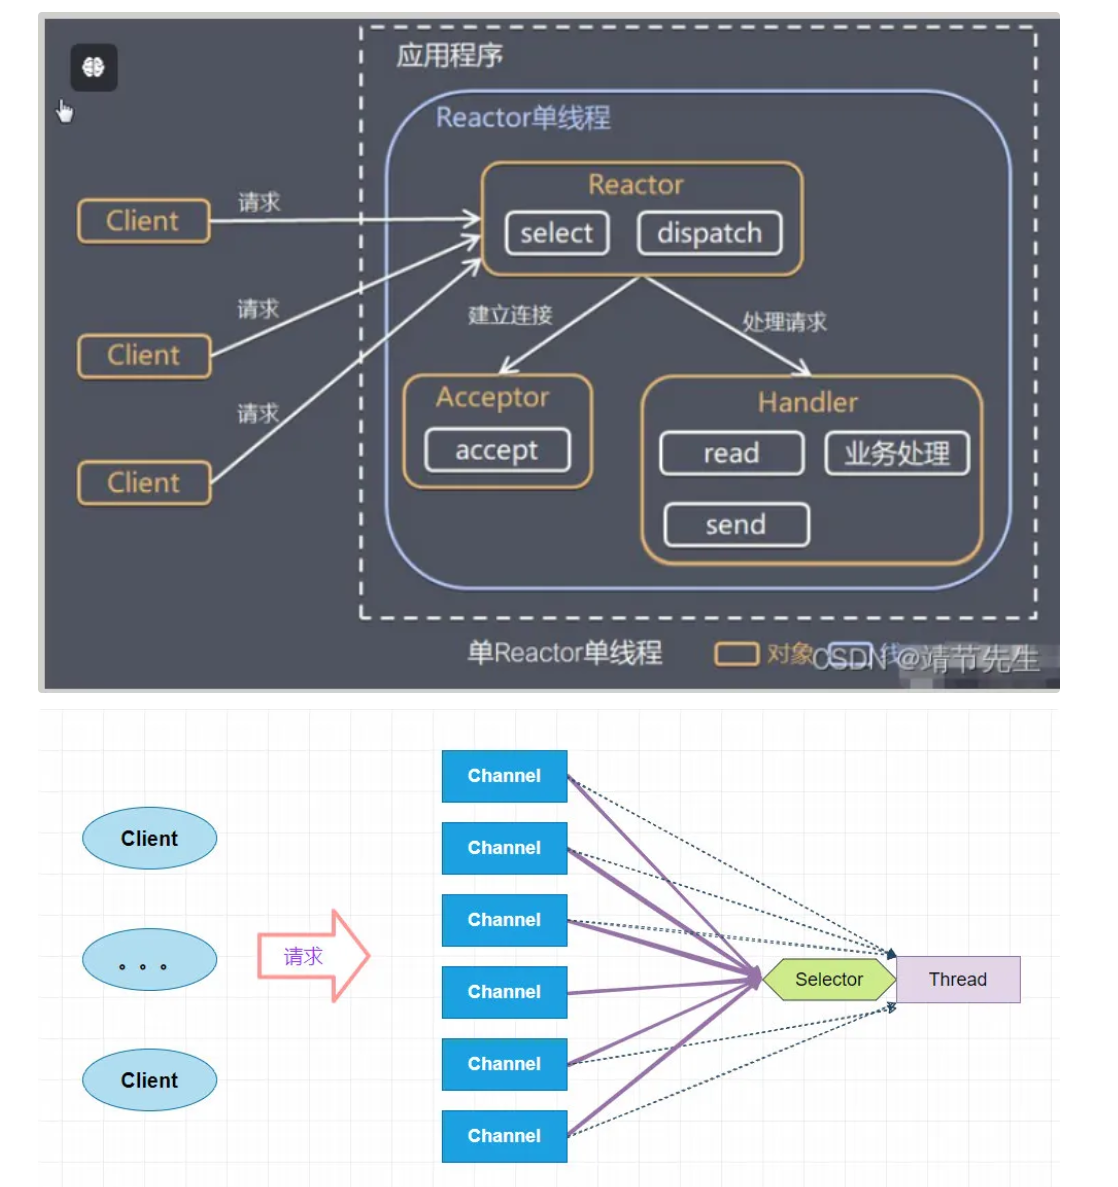 应用程序
Reactor单线程
Reactor
select
dispatch
Client
请求
Client
请求
Client
请求
建立连接
处理请求
Acceptor
accept
Handler
read
业务处理
send
单Reactor单线程
对象
线
CSDN @靖节先生
Channel
Channel
Channel
Channel
Channel
Channel
Client
。。。
Client
请求
Selector
Thread